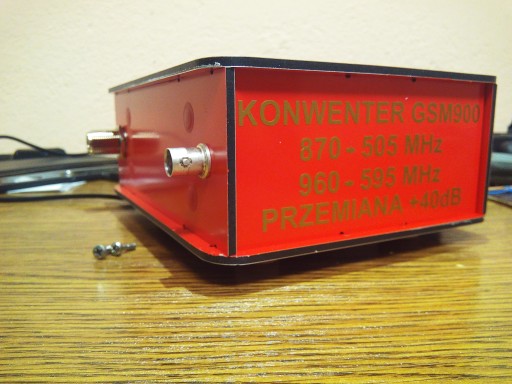 KONWENTER GSM900
870 - 505 MHz
960 - 595 MHz
PRZEMIANA +40dB